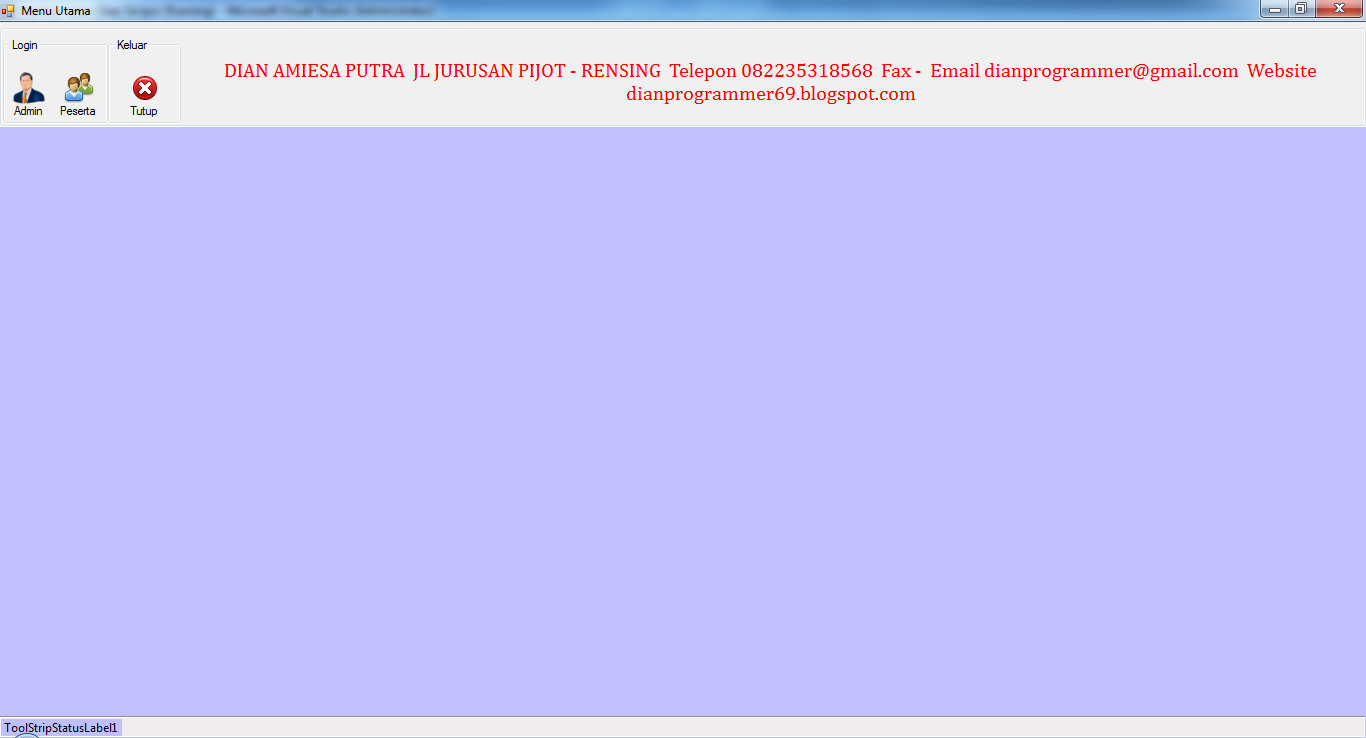 Menu Utama
Login
Keluar
Admin
Peserta
Tutup
DIAN AMIESA PUTRA JL JURUSAN PIJOT - RENSING Telepon 082235318568 Fax - Email dianprogrammer@gmail.com Website
dianprogrammer69.blogspot.com
ToolStripStatusLabel1